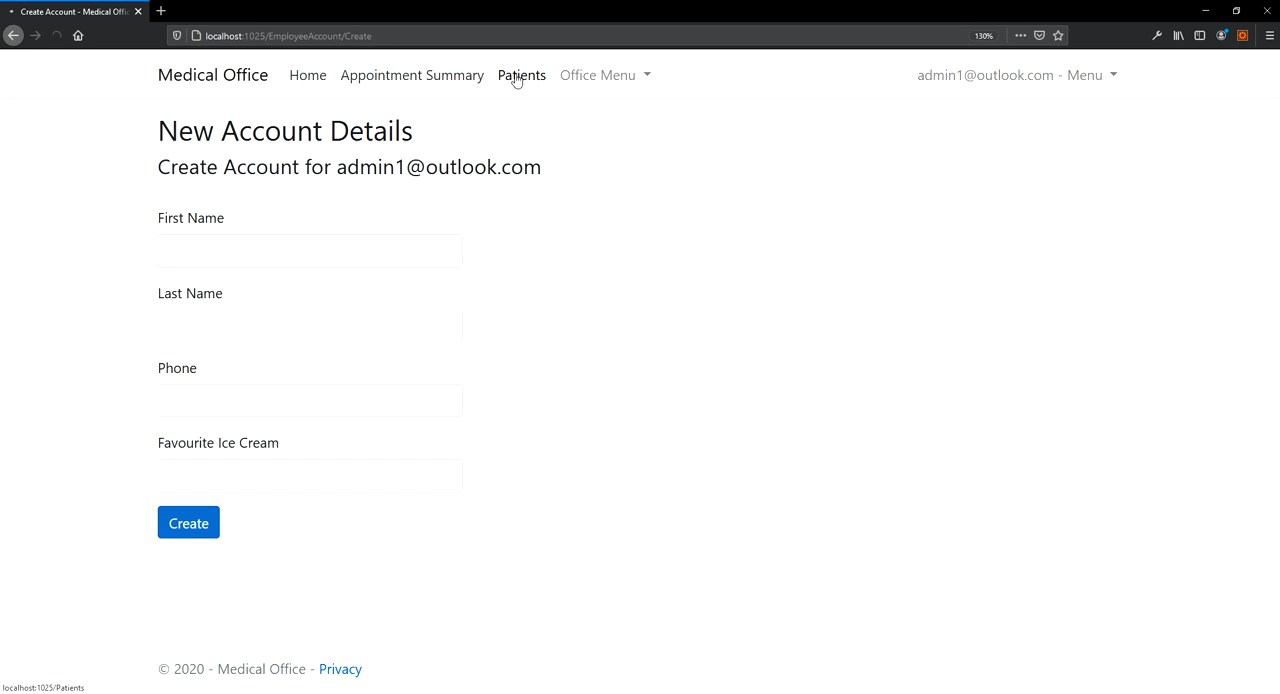 Create Account - Medical Offic
localhost:1025/EmployeeAccount/Create
130%
Medical Office Home Appointment Summary Patients Office Menu admin1@outlook.com - Menu
New Account Details
Create Account for admin1@outlook.com
First Name
Last Name
Phone
Favourite Ice Cream
Create
© 2020 - Medical Office - Privacy
localhost:1025/Patients